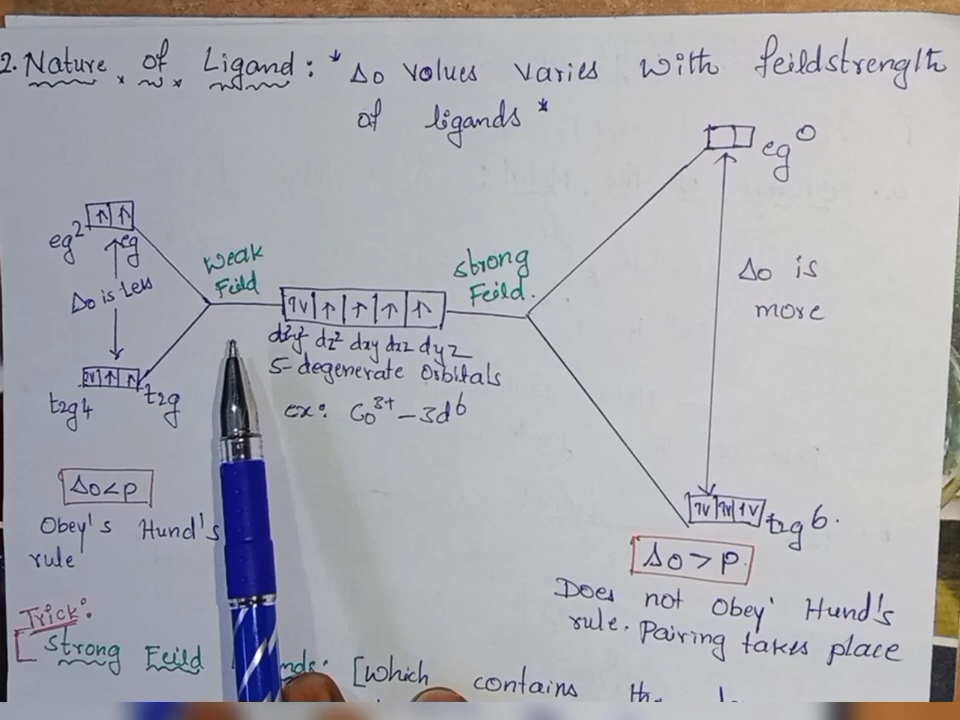 2. Nature of Ligand: * Δo values varies with feildstrength
of ligands *
eg⁰
eg² ↑↑
eg
Weak
Feild
strong
Feild.
Δo is Less
Δo is
more
↑↓ ↑ ↑ ↑ ↑
dx²y² dz² dxy dxz dyz
5-degenerate Orbitals
ex: Co³⁺ – 3d⁶
↑↓ ↑ ↑
t2g4 t2g
Δo < p
Obey's Hund's
rule
↑↓ ↑↓ ↑↓ t2g 6.
Δo > p.
Does not Obey' Hund's
rule. Pairing takes place
Trick:
Strong Feild nds: [which contains